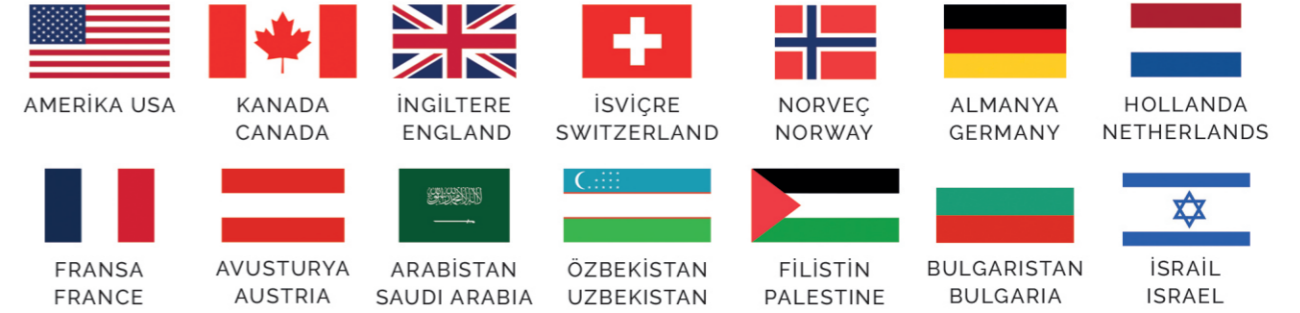 AMERİKA USA
KANADA
CANADA
İNGİLTERE
ENGLAND
İSVİÇRE
SWITZERLAND
NORVEÇ
NORWAY
ALMANYA
GERMANY
HOLLANDA
NETHERLANDS
FRANSA
FRANCE
AVUSTURYA
AUSTRIA
ARABİSTAN
SAUDI ARABIA
ÖZBEKİSTAN
UZBEKISTAN
FİLİSTİN
PALESTINE
BULGARISTAN
BULGARIA
İSRAİL
ISRAEL